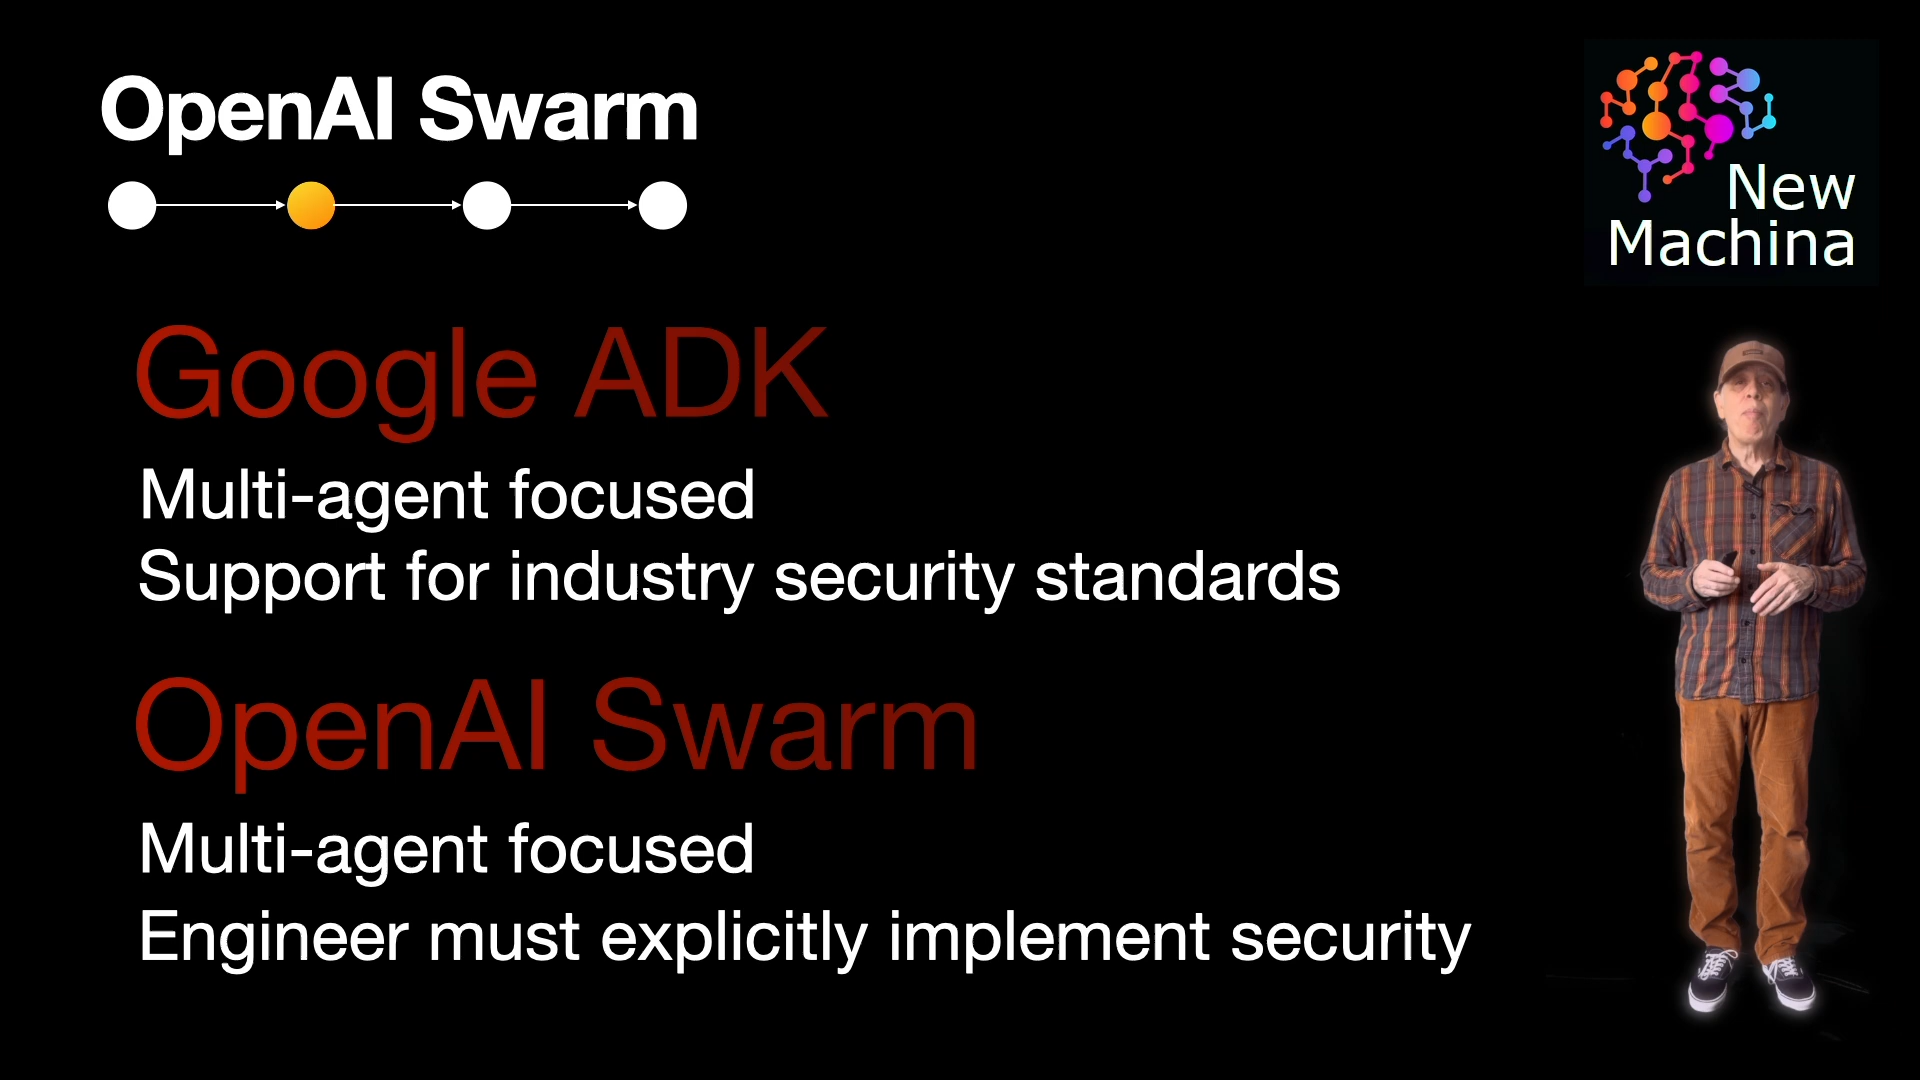 OpenAI Swarm
New
Machina
Google ADK
Multi-agent focused
Support for industry security standards
OpenAI Swarm
Multi-agent focused
Engineer must explicitly implement security